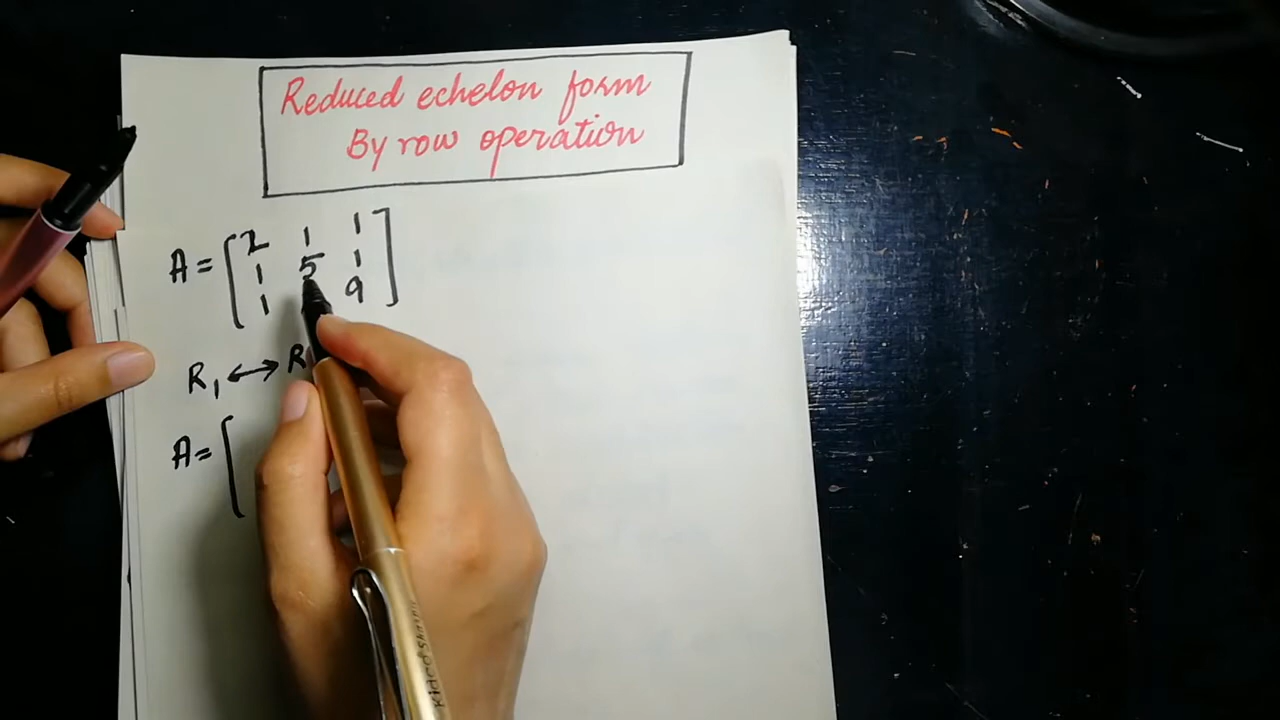 Reduced echelon form
By row operation
A = [ 2 1 1
1 5 1
1 9 ]
R₁ ↔ R
A = [